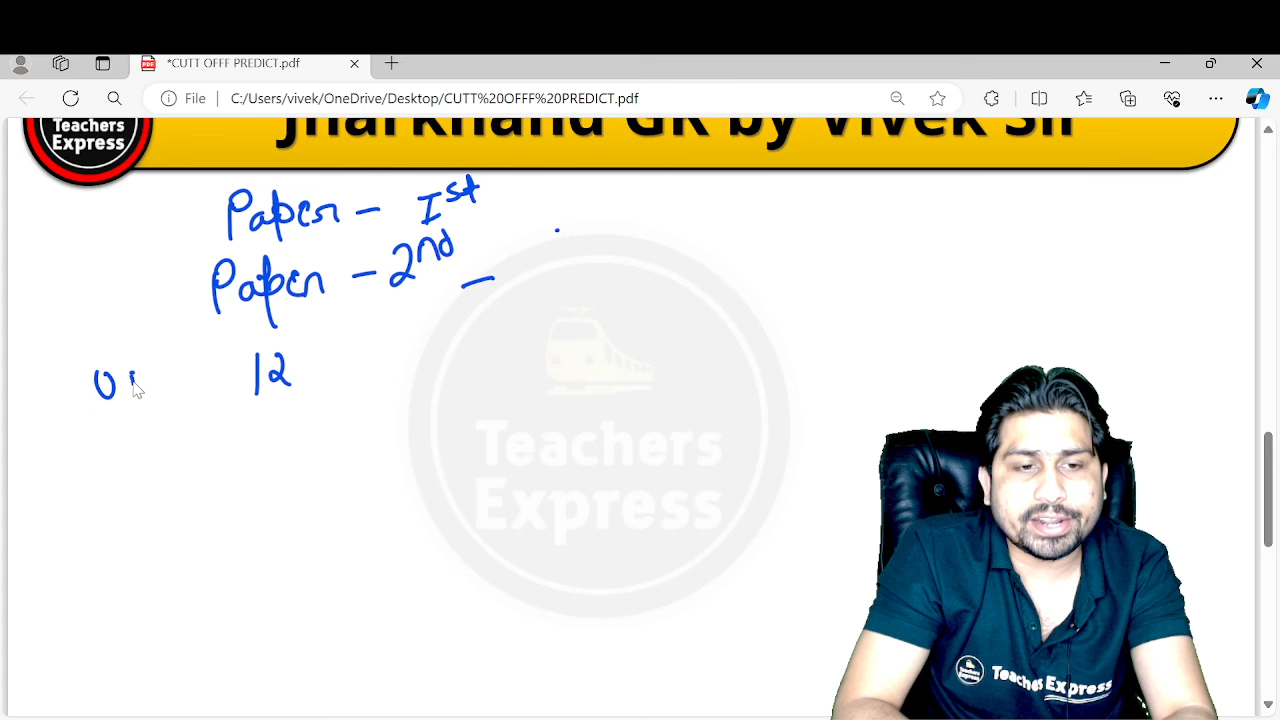 *CUTT OFFF PREDICT.pdf
File
C:/Users/vivek/OneDrive/Desktop/CUTT%20OFFF%20PREDICT.pdf
Teachers
Express
Jharkhand GK by Vivek Sir
Paper - Ist
Paper - 2nd -
12
Teachers
Express
Teachers Express